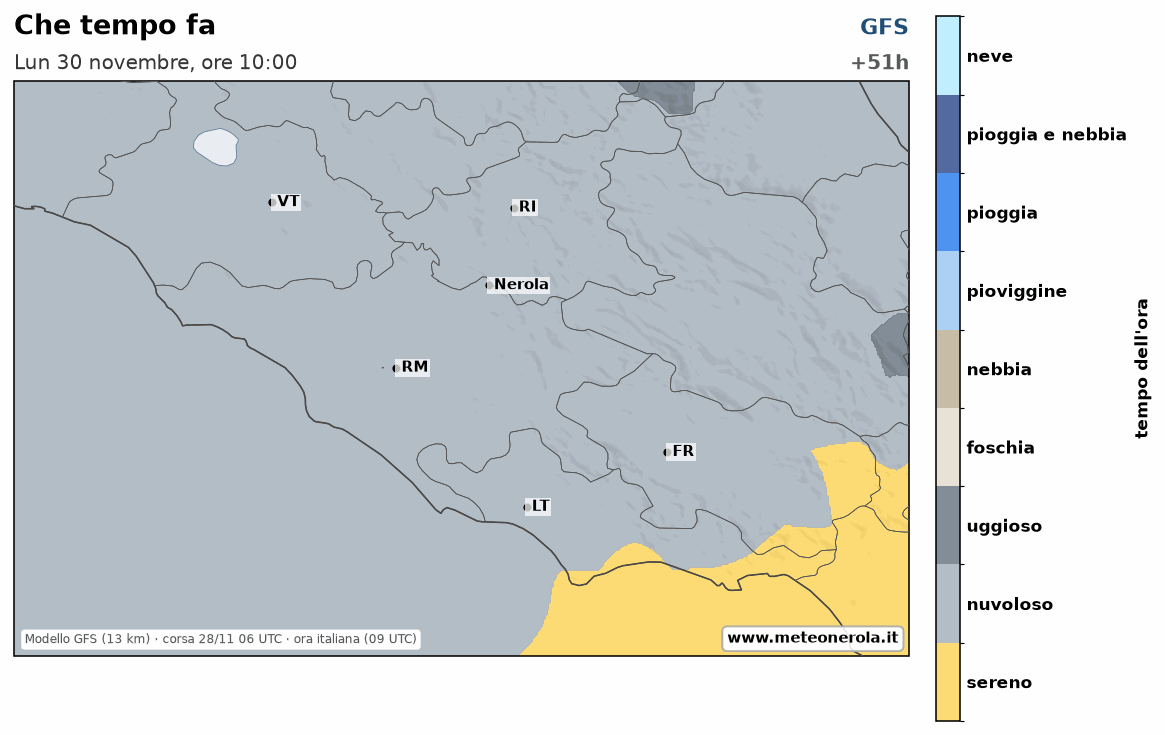 Che tempo fa
GFS
Lun 30 novembre, ore 10:00
+51h
neve
pioggia e nebbia
pioggia
pioviggine
nebbia
foschia
uggioso
nuvoloso
sereno
tempo dell'ora
VT
RI
Nerola
RM
FR
LT
Modello GFS (13 km) · corsa 28/11 06 UTC · ora italiana (09 UTC)
www.meteonerola.it